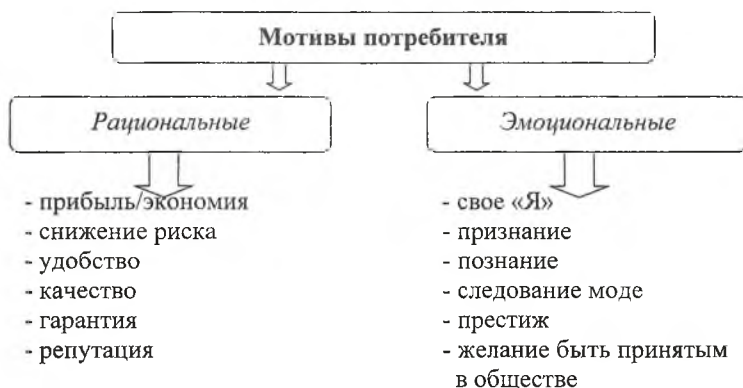 Мотивы потребителя
Рациональные
Эмоциональные
- прибыль/экономия
- снижение риска
- удобство
- качество
- гарантия
- репутация
- свое «Я»
- признание
- познание
- следование моде
- престиж
- желание быть принятым
в обществе